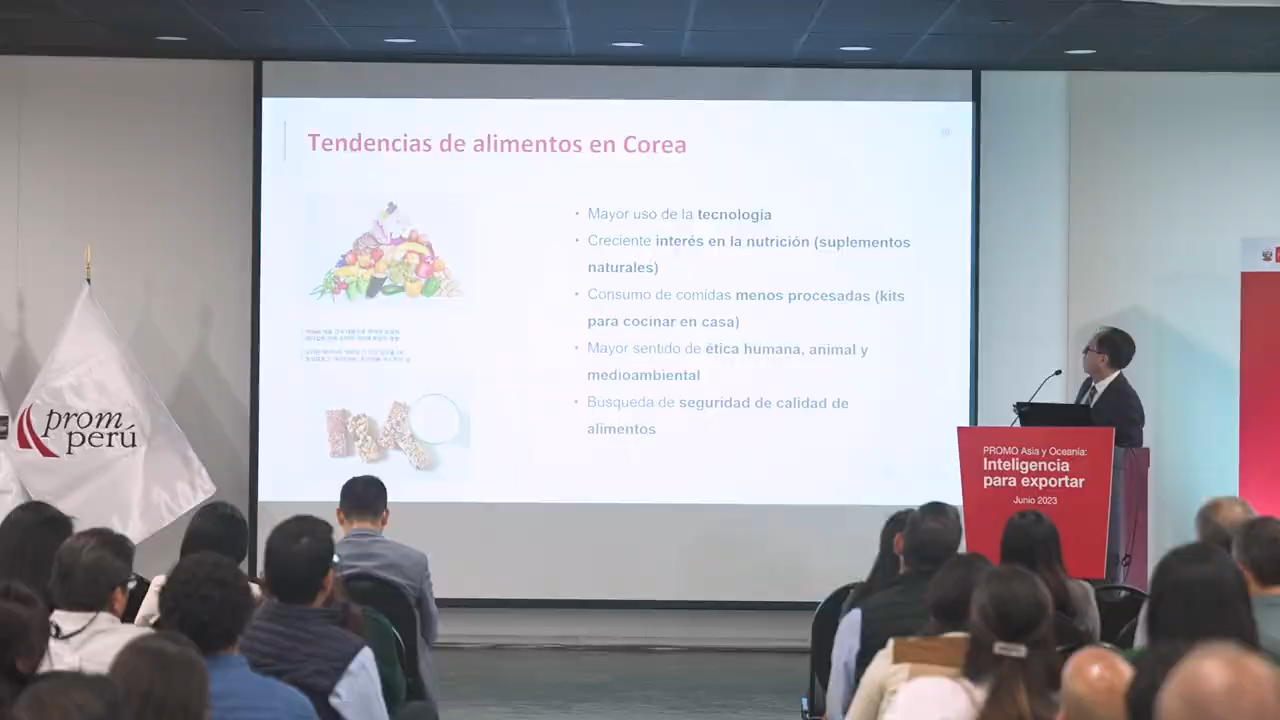 Tendencias de alimentos en Corea
• Mayor uso de la tecnología
• Creciente interés en la nutrición (suplementos
naturales)
• Consumo de comidas menos procesadas (kits
para cocinar en casa)
• Mayor sentido de ética humana, animal y
medioambiental
• Búsqueda de seguridad de calidad de
alimentos
prom
perú
PROMO Asia y Oceanía:
Inteligencia
para exportar
Junio 2023